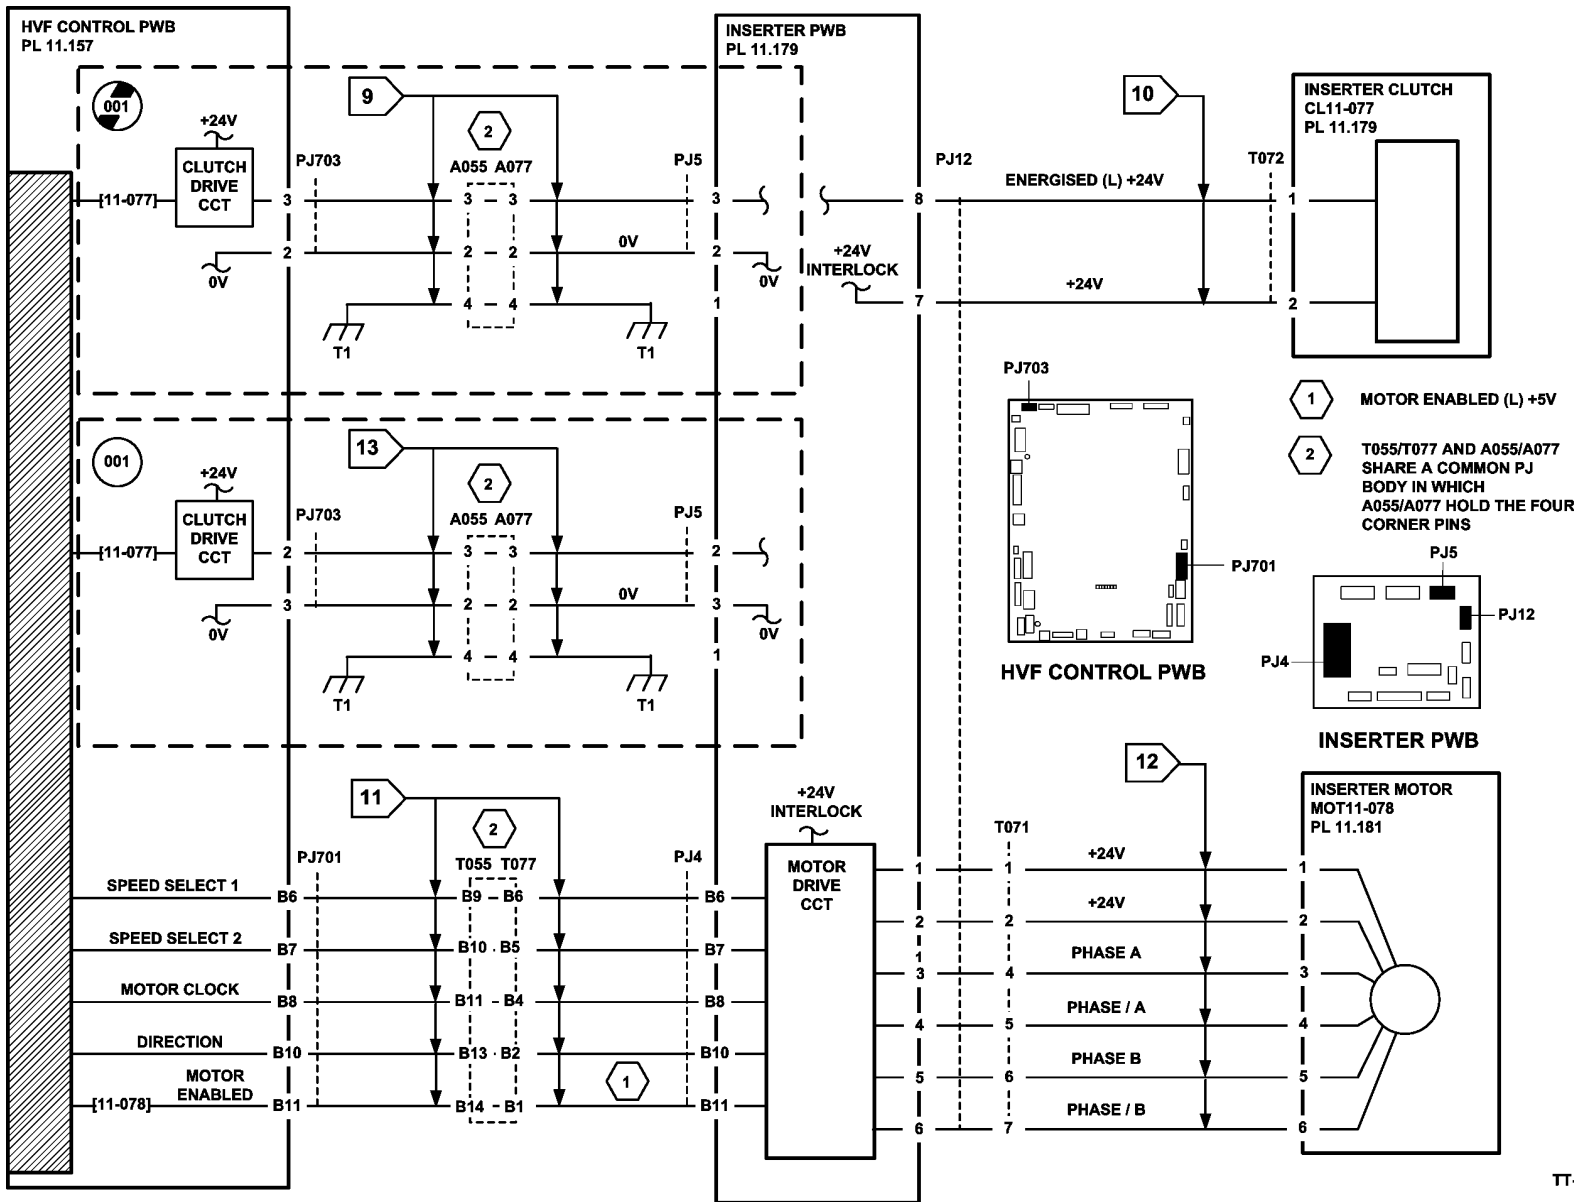 HVF CONTROL PWB
PL 11.157
INSERTER PWB
PL 11.179
001
9
2
10
INSERTER CLUTCH
CL11-077
PL 11.179
+24V
CLUTCH
DRIVE
CCT
PJ703
A055 A077
PJ5
PJ12
T072
[11-077]
3
3 - 3
3
8
ENERGISED (L) +24V
1
0V
2
2 - 2
0V
2
0V
+24V
INTERLOCK
7
+24V
2
4 - 4
1
T1
T1
PJ703
1
MOTOR ENABLED (L) +5V
2
T055/T077 AND A055/A077
SHARE A COMMON PJ
BODY IN WHICH
A055/A077 HOLD THE FOUR
CORNER PINS
PJ701
HVF CONTROL PWB
PJ5
PJ12
PJ4
INSERTER PWB
001
13
2
+24V
CLUTCH
DRIVE
CCT
PJ703
A055 A077
PJ5
[11-077]
2
3 - 3
2
0V
3
2 - 2
0V
3
0V
4 - 4
1
T1
T1
11
2
12
+24V
INTERLOCK
INSERTER MOTOR
MOT11-078
PL 11.181
PJ701
T055 T077
PJ4
MOTOR
DRIVE
CCT
T071
SPEED SELECT 1
B6
B9 - B6
B6
1
1
+24V
1
SPEED SELECT 2
B7
B10 - B5
B7
2
2
+24V
2
1
MOTOR CLOCK
B8
B11 - B4
B8
3
4
PHASE A
3
DIRECTION
B10
B13 - B2
B10
4
5
PHASE / A
4
[11-078]
MOTOR
ENABLED
B11
B14 - B1
1
B11
5
6
PHASE B
5
6
7
PHASE / B
6
TT-